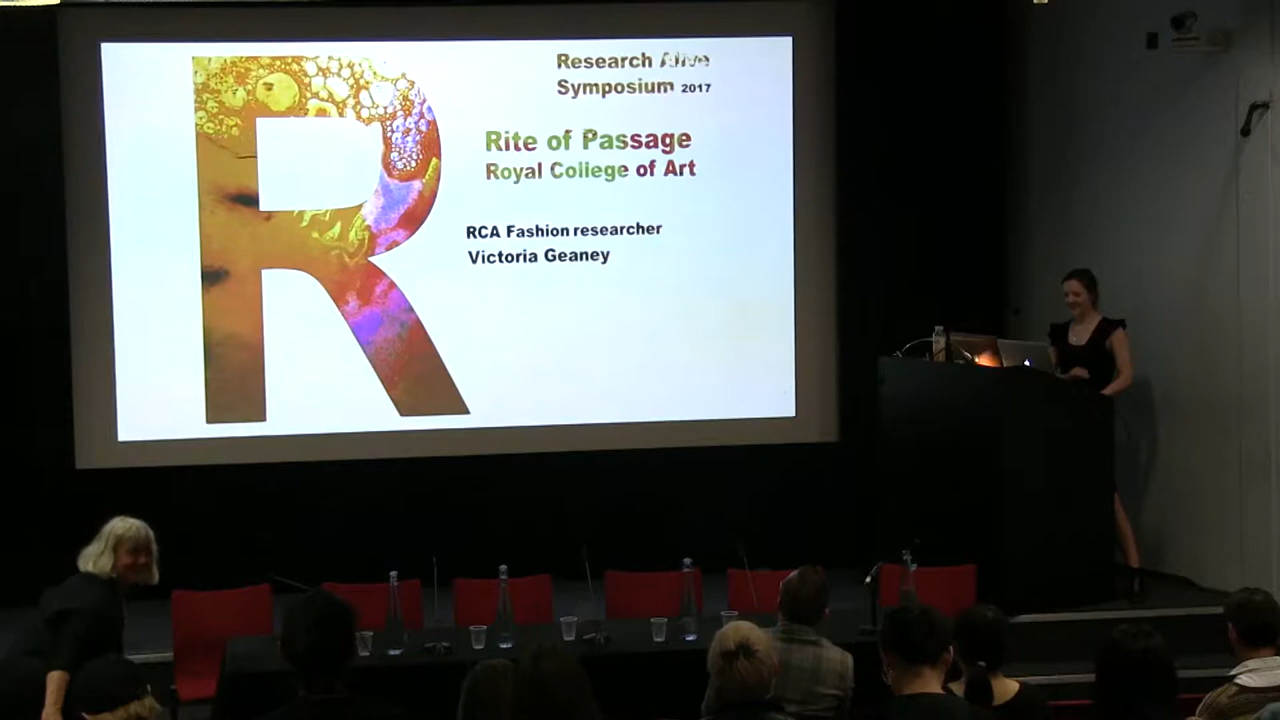 Research Alive
Symposium 2017
Rite of Passage
Royal College of Art
RCA Fashion researcher
Victoria Geaney